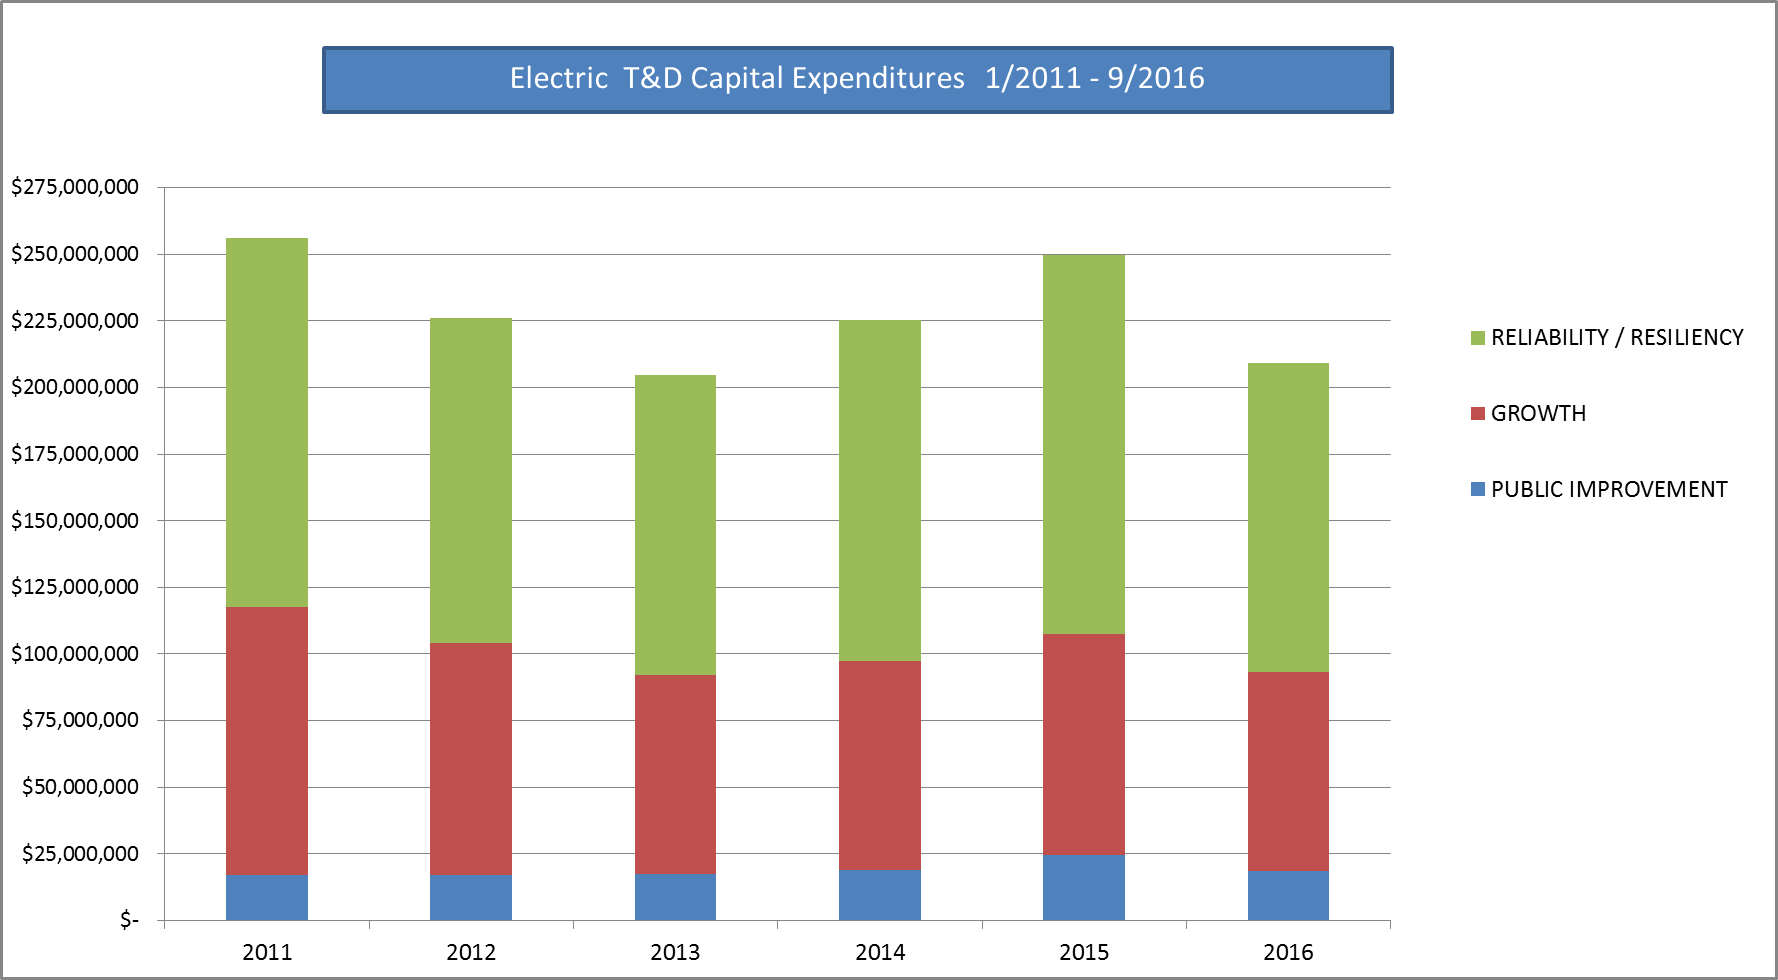 Electric T&D Capital Expenditures 1/2011 - 9/2016
$275,000,000
$250,000,000
$225,000,000
$200,000,000
$175,000,000
$150,000,000
$125,000,000
$100,000,000
$75,000,000
$50,000,000
$25,000,000
$-
2011 2012 2013 2014 2015 2016
RELIABILITY / RESILIENCY
GROWTH
PUBLIC IMPROVEMENT